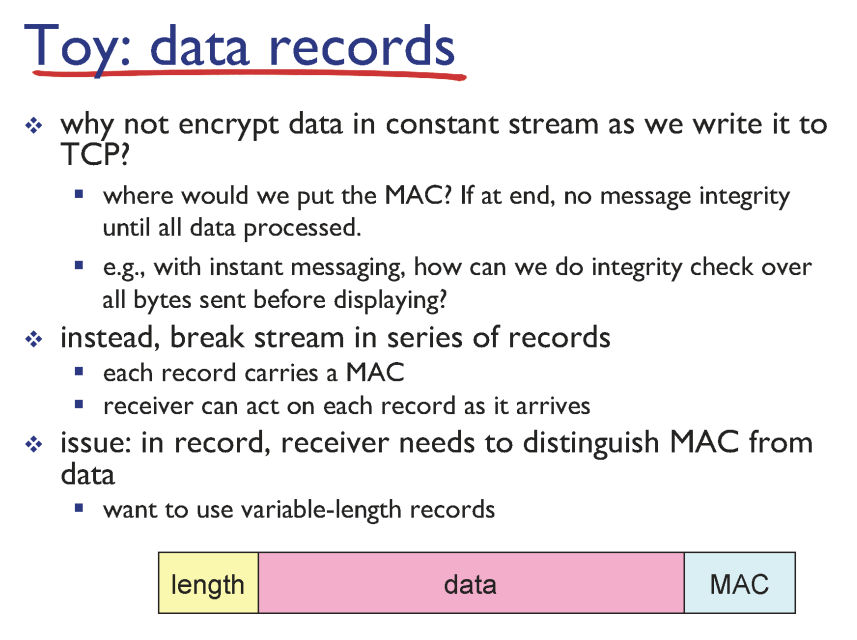 Toy: data records
why not encrypt data in constant stream as we write it to
TCP?
where would we put the MAC? If at end, no message integrity
until all data processed.
e.g., with instant messaging, how can we do integrity check over
all bytes sent before displaying?
instead, break stream in series of records
each record carries a MAC
receiver can act on each record as it arrives
issue: in record, receiver needs to distinguish MAC from
data
want to use variable-length records
length data MAC